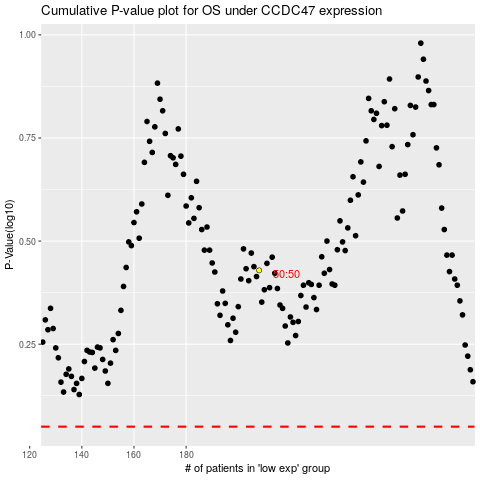 Cumulative P-value plot for OS under CCDC47 expression
1.00
0.75
P-Value(log10)
0.50
50:50
0.25
120 140 160 180
# of patients in 'low exp' group